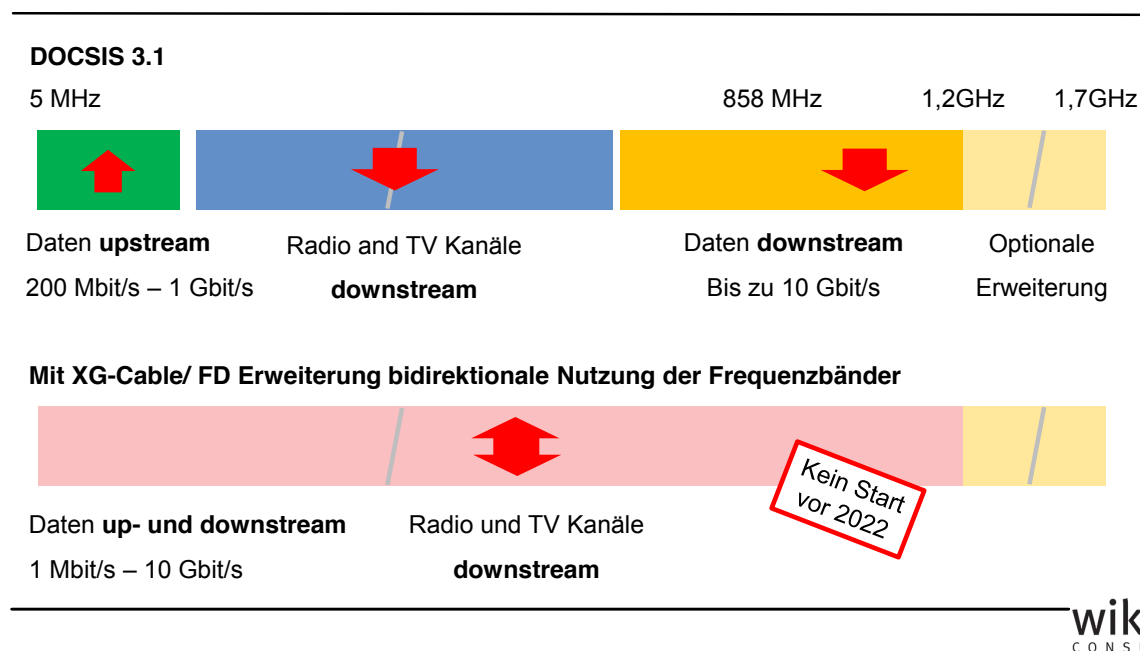 DOCSIS 3.1
5 MHz
858 MHz
1,2GHz
1,7GHz
Daten upstream
200 Mbit/s – 1 Gbit/s
Radio and TV Kanäle
downstream
Daten downstream
Bis zu 10 Gbit/s
Optionale
Erweiterung
Mit XG-Cable/ FD Erweiterung bidirektionale Nutzung der Frequenzbänder
Kein Start
vor 2022
Daten up- und downstream
1 Mbit/s – 10 Gbit/s
Radio und TV Kanäle
downstream
wik